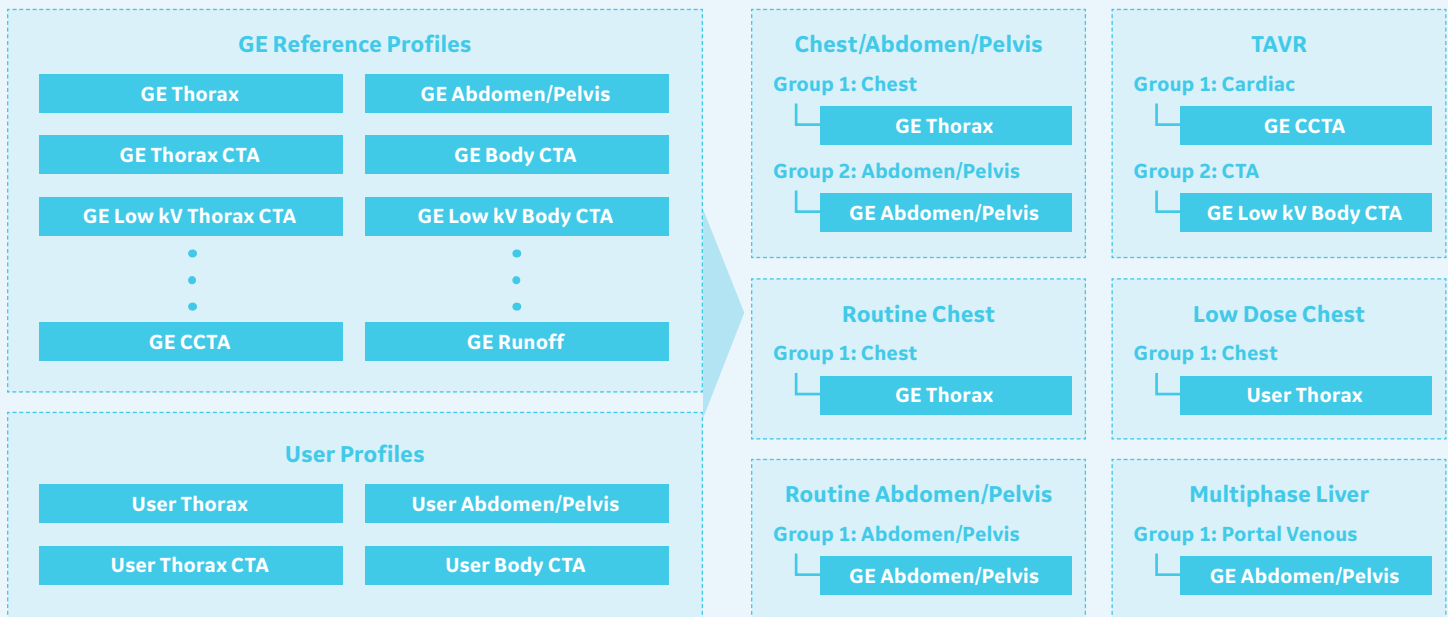 GE Reference Profiles
GE Thorax
GE Abdomen/Pelvis
GE Thorax CTA
GE Body CTA
GE Low kV Thorax CTA
GE Low kV Body CTA
GE CCTA
GE Runoff
User Profiles
User Thorax
User Abdomen/Pelvis
User Thorax CTA
User Body CTA
Chest/Abdomen/Pelvis
Group 1: Chest
GE Thorax
Group 2: Abdomen/Pelvis
GE Abdomen/Pelvis
TAVR
Group 1: Cardiac
GE CCTA
Group 2: CTA
GE Low kV Body CTA
Routine Chest
Group 1: Chest
GE Thorax
Low Dose Chest
Group 1: Chest
User Thorax
Routine Abdomen/Pelvis
Group 1: Abdomen/Pelvis
GE Abdomen/Pelvis
Multiphase Liver
Group 1: Portal Venous
GE Abdomen/Pelvis